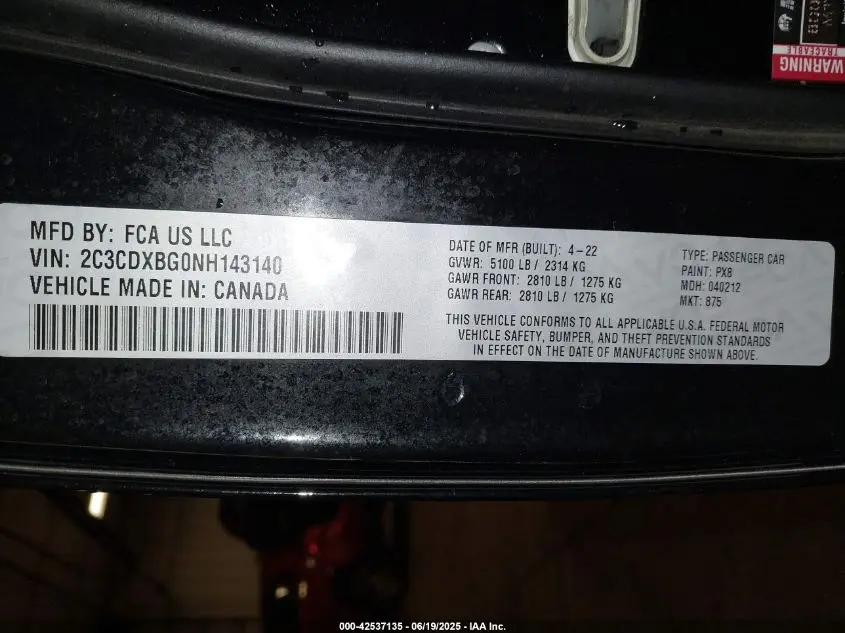 WARNING
TRACEABLE
MFD BY: FCA US LLC
VIN: 2C3CDXBG0NH143140
VEHICLE MADE IN: CANADA
DATE OF MFR (BUILT): 4-22
GVWR: 5100 LB / 2314 KG
GAWR FRONT: 2810 LB / 1275 KG
GAWR REAR: 2810 LB / 1275 KG
TYPE: PASSENGER CAR
PAINT: PX8
MDH: 040212
MKT: 875
THIS VEHICLE CONFORMS TO ALL APPLICABLE U.S.A. FEDERAL MOTOR
VEHICLE SAFETY, BUMPER, AND THEFT PREVENTION STANDARDS
IN EFFECT ON THE DATE OF MANUFACTURE SHOWN ABOVE.
000-42537135 - 06/19/2025 - IAA Inc.